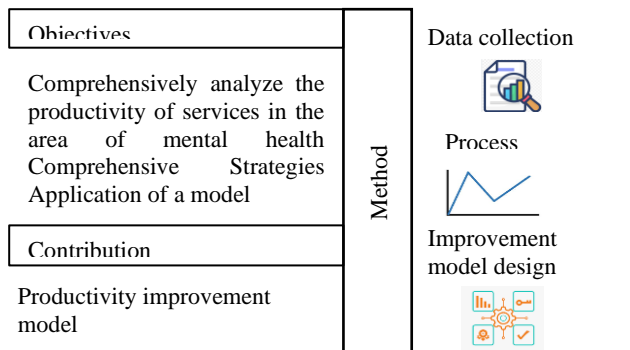 Objectives
Comprehensively analyze the
productivity of services in the
area of mental health
Comprehensive Strategies
Application of a model
Contribution
Productivity improvement
model
Method
Data collection
Process
Improvement
model design